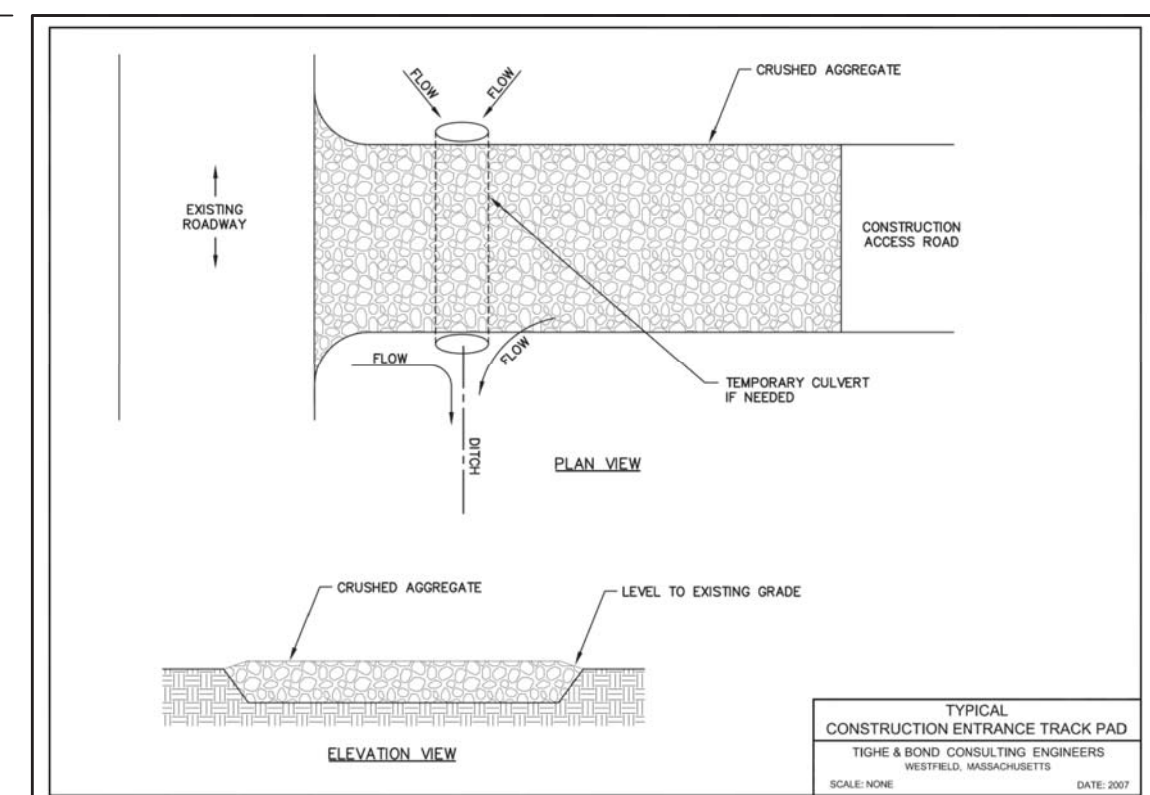 FLOW
FLOW
CRUSHED AGGREGATE
EXISTING
ROADWAY
CONSTRUCTION
ACCESS ROAD
FLOW
FLOW
TEMPORARY CULVERT
IF NEEDED
DITCH
PLAN VIEW
CRUSHED AGGREGATE
LEVEL TO EXISTING GRADE
ELEVATION VIEW
TYPICAL
CONSTRUCTION ENTRANCE TRACK PAD
TIGHE & BOND CONSULTING ENGINEERS
WESTFIELD, MASSACHUSETTS
SCALE: NONE
DATE: 2007